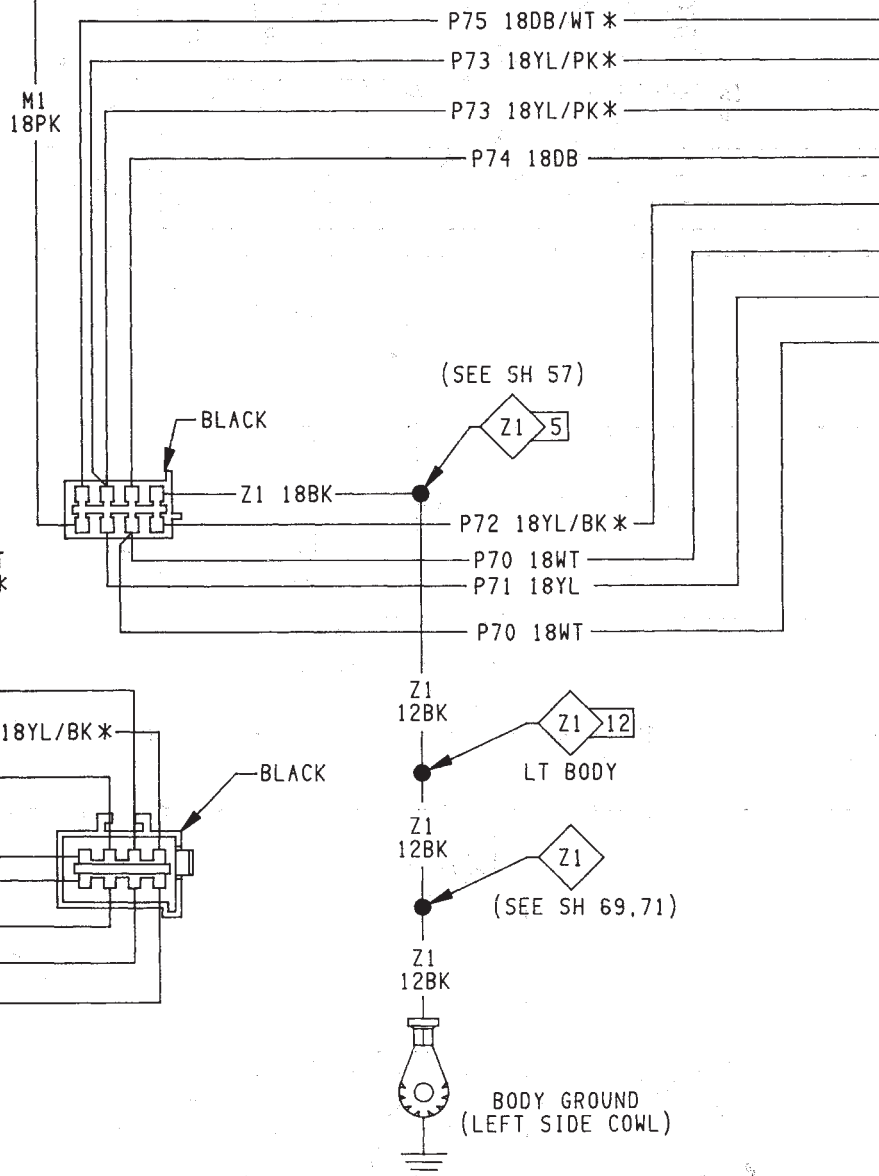 P75 18DB/WT*
P73 18YL/PK*
M1
18PK
P73 18YL/PK*
P74 18DB
(SEE SH 57)
BLACK
Z1 5
Z1 18BK
P72 18YL/BK*
P70 18WT
*
P71 18YL
P70 18WT
Z1
12BK
Z1 12
18YL/BK*
LT BODY
BLACK
Z1
12BK
Z1
(SEE SH 69,71)
Z1
12BK
BODY GROUND
(LEFT SIDE COWL)